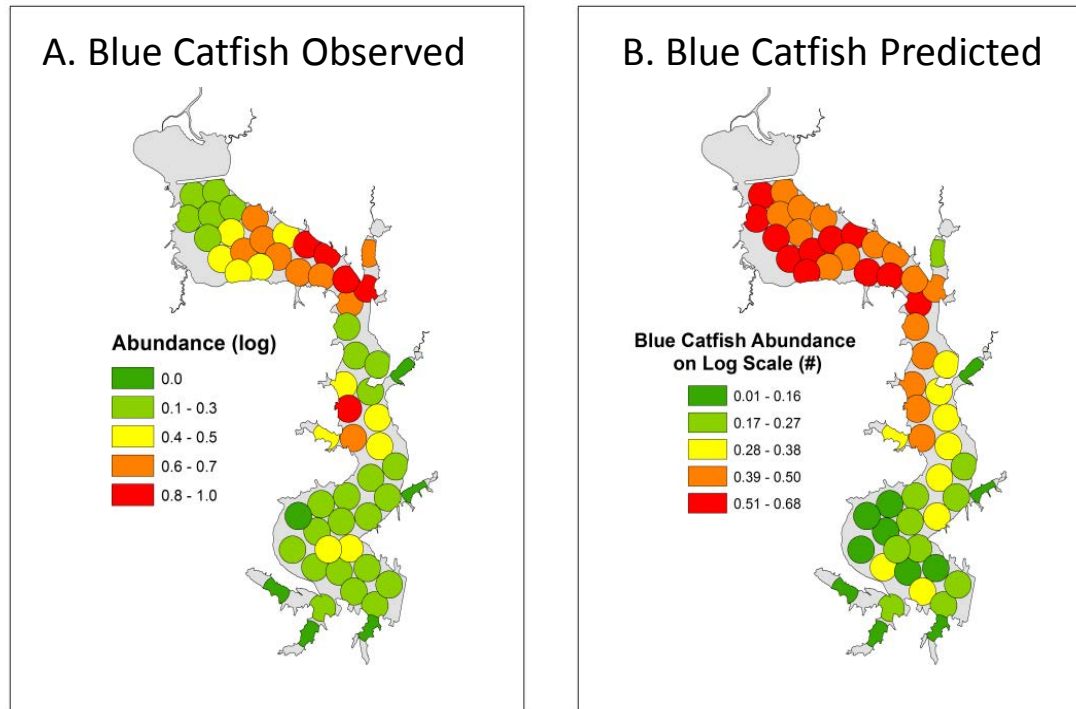 A. Blue Catfish Observed
Abundance (log)
0.0
0.1 - 0.3
0.4 - 0.5
0.6 - 0.7
0.8 - 1.0
B. Blue Catfish Predicted
Blue Catfish Abundance
on Log Scale (#)
0.01 - 0.16
0.17 - 0.27
0.28 - 0.38
0.39 - 0.50
0.51 - 0.68